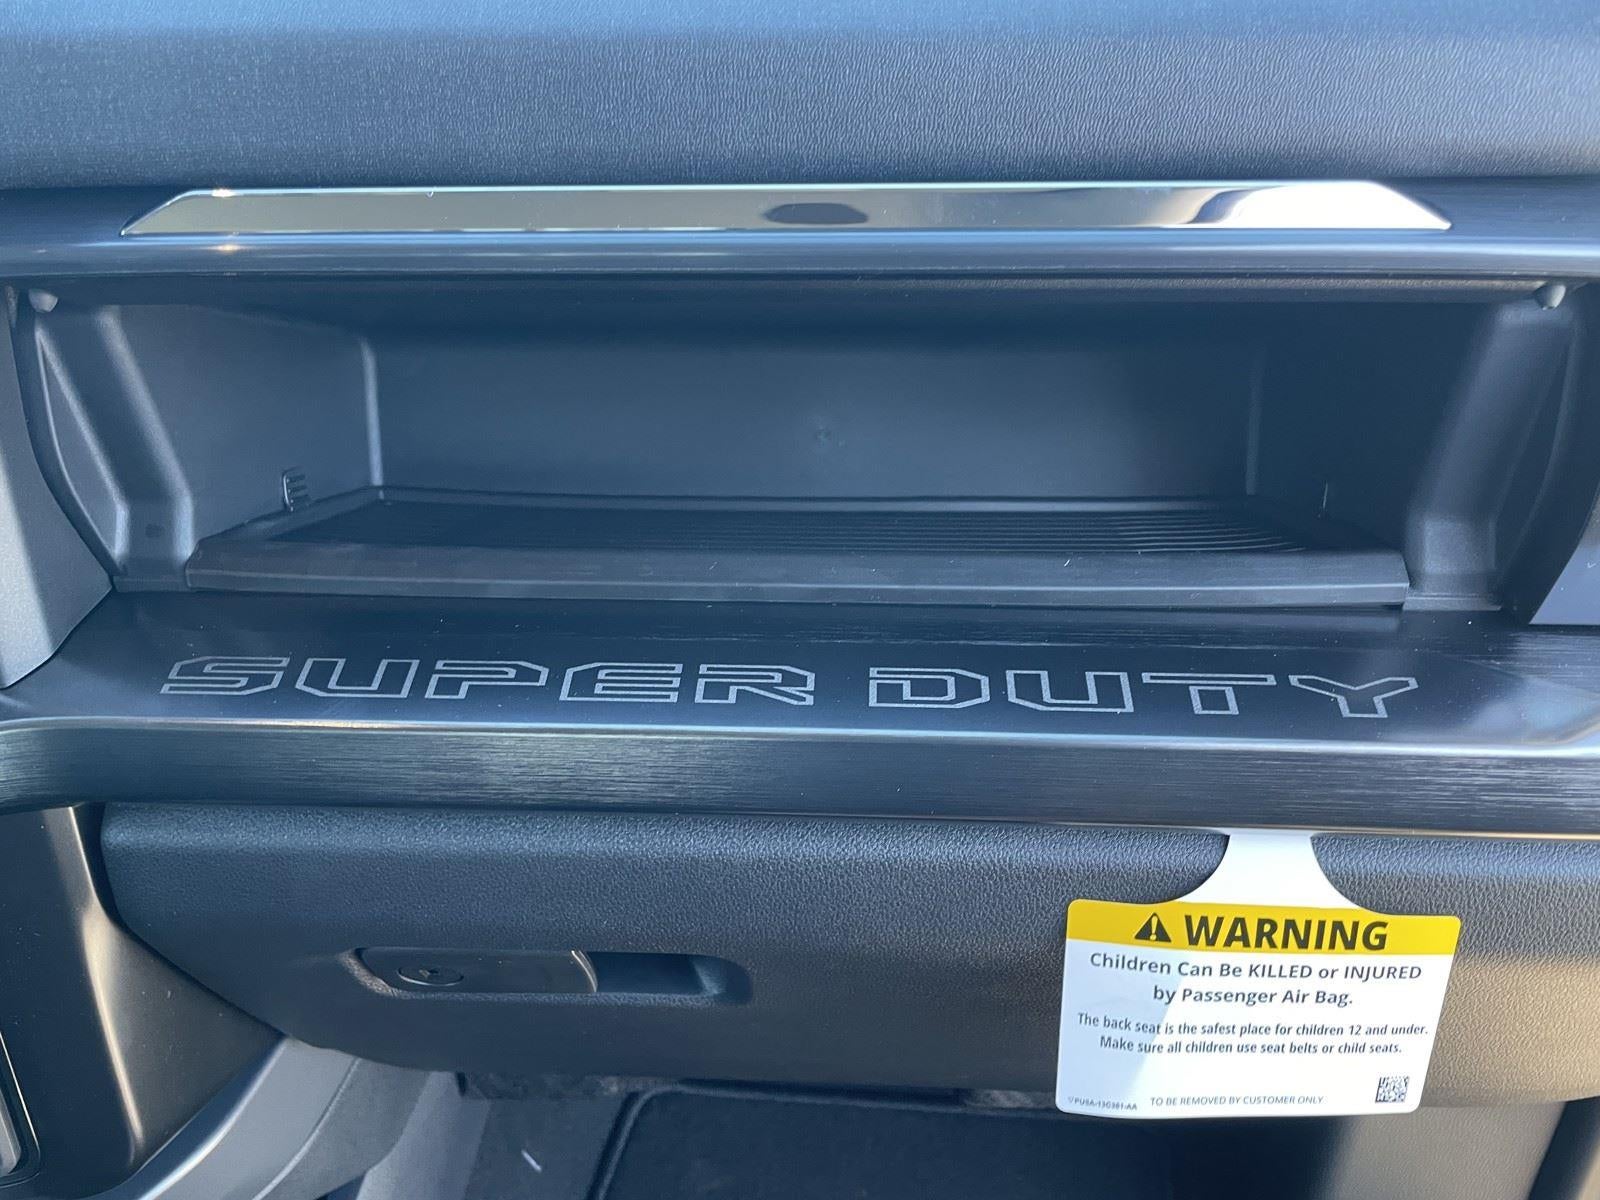 SUPER DUTY
WARNING
Children Can Be KILLED or INJURED
by Passenger Air Bag.
The back seat is the safest place for children 12 and under.
Make sure all children use seat belts or child seats.
TO BE REMOVED BY CUSTOMER ONLY